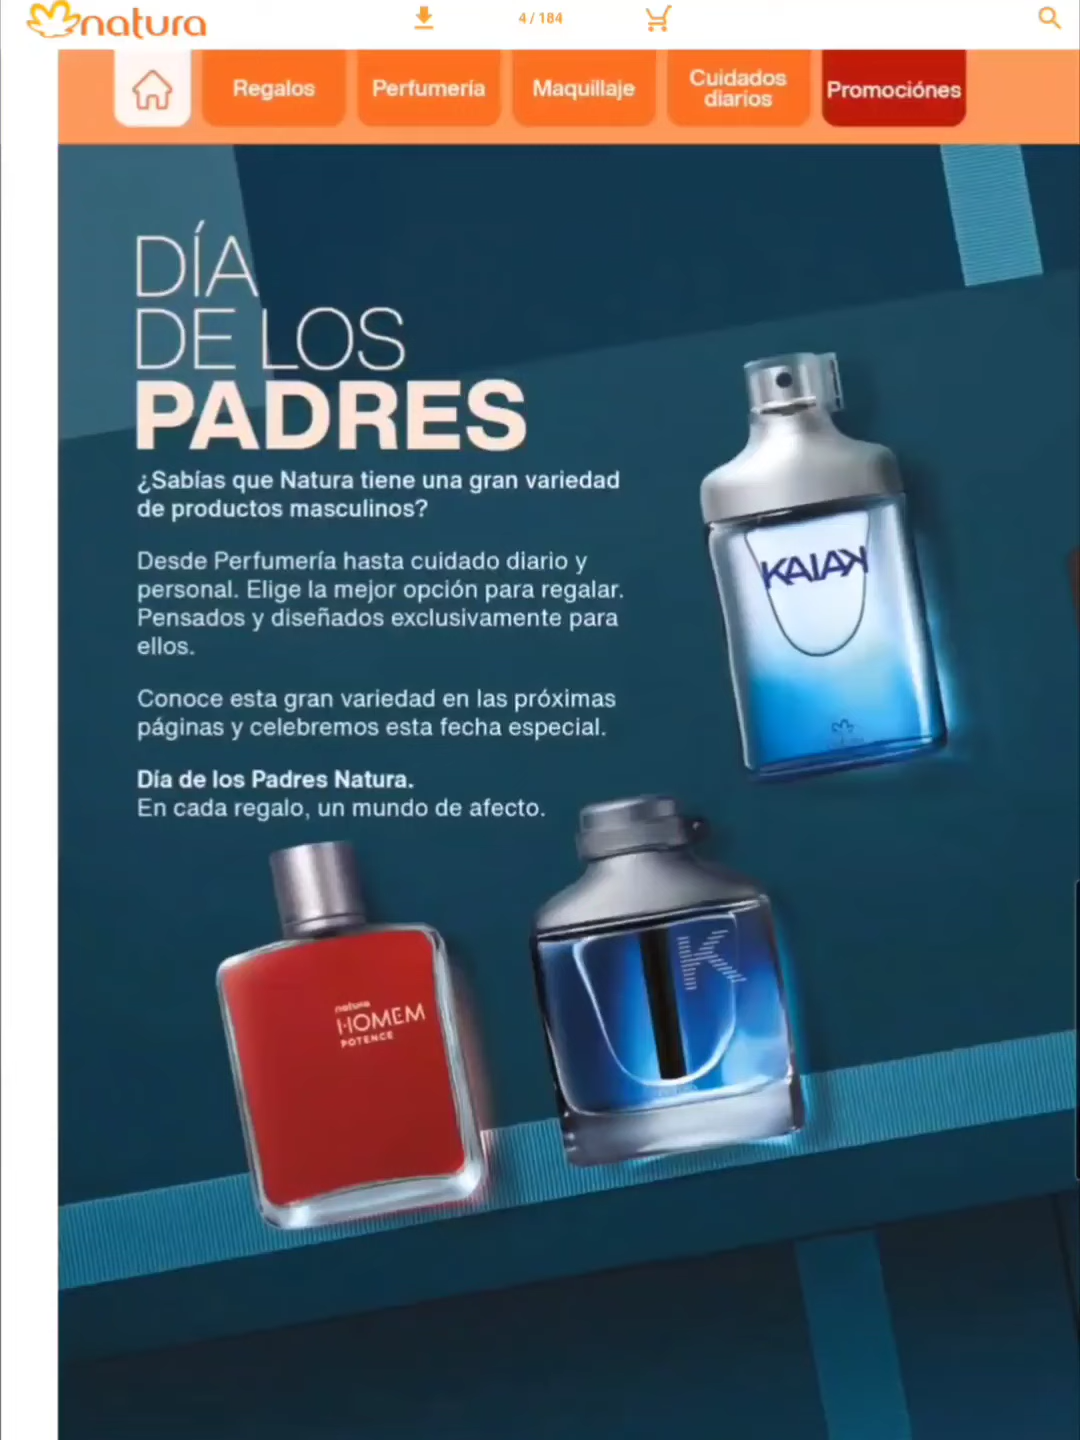 natura
4 / 184
Regalos
Perfumería
Maquillaje
Cuidados
diarios
Promociónes
DÍA
DE LOS
PADRES
¿Sabías que Natura tiene una gran variedad
de productos masculinos?
Desde Perfumería hasta cuidado diario y
personal. Elige la mejor opción para regalar.
Pensados y diseñados exclusivamente para
ellos.
Conoce esta gran variedad en las próximas
páginas y celebremos esta fecha especial.
Día de los Padres Natura.
En cada regalo, un mundo de afecto.
KAIAK
K
natura
HOMEM
POTENCE